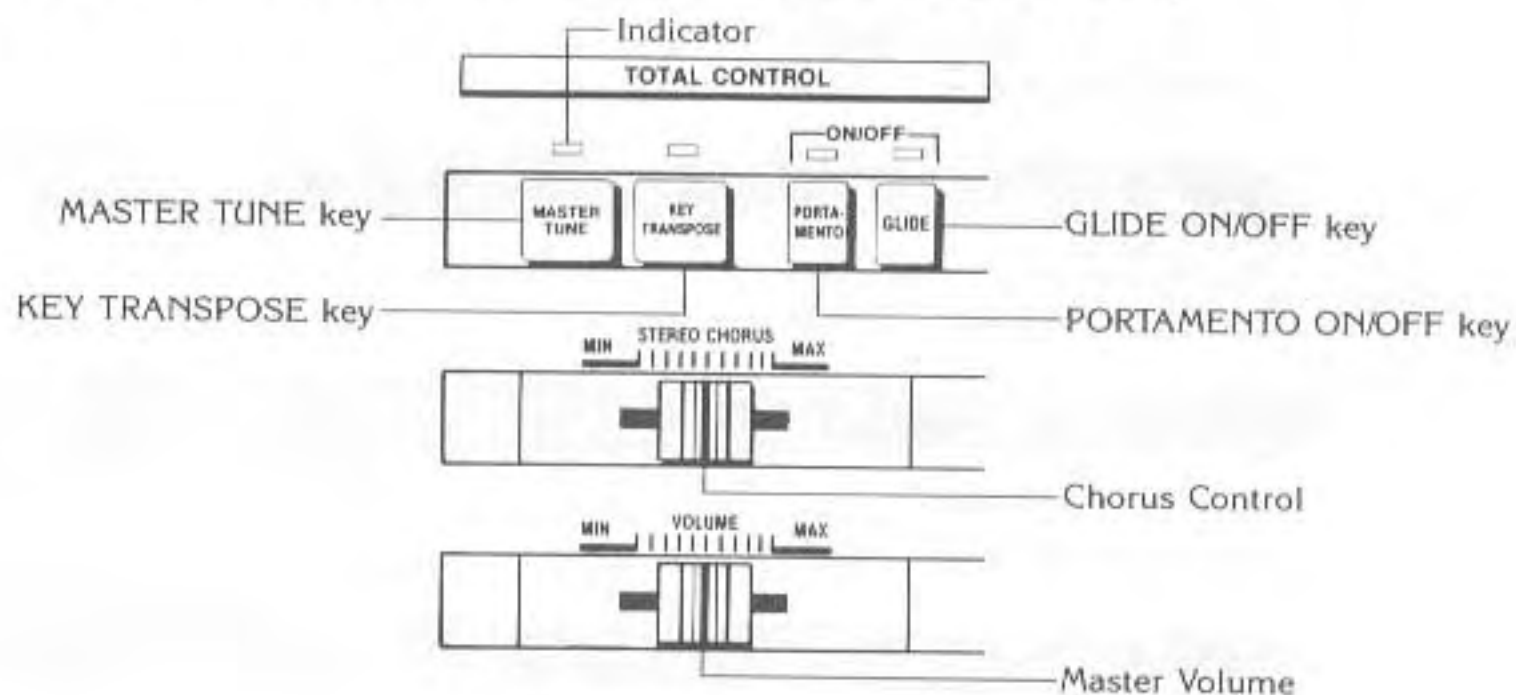 Indicator
TOTAL CONTROL
ON/OFF
MASTER TUNE key
MASTER
TUNE
KEY
TRANSPOSE
PORTA-
MENTO
GLIDE
GLIDE ON/OFF key
KEY TRANSPOSE key
PORTAMENTO ON/OFF key
MIN STEREO CHORUS MAX
Chorus Control
MIN VOLUME MAX
Master Volume